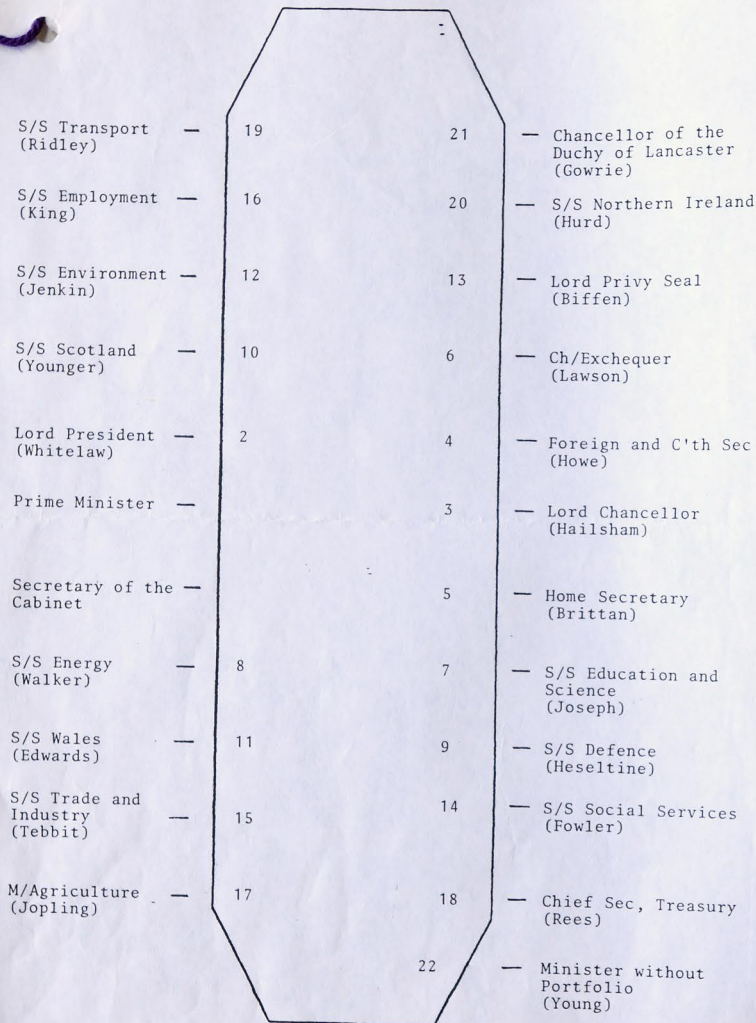 S/S Transport — 19
(Ridley)
21 — Chancellor of the
Duchy of Lancaster
(Gowrie)
S/S Employment — 16
(King)
20 — S/S Northern Ireland
(Hurd)
S/S Environment — 12
(Jenkin)
13 — Lord Privy Seal
(Biffen)
S/S Scotland — 10
(Younger)
6 — Ch/Exchequer
(Lawson)
Lord President — 2
(Whitelaw)
4 — Foreign and C'th Sec
(Howe)
Prime Minister —
3 — Lord Chancellor
(Hailsham)
Secretary of the —
Cabinet
5 — Home Secretary
(Brittan)
S/S Energy — 8
(Walker)
7 — S/S Education and
Science
(Joseph)
S/S Wales — 11
(Edwards)
9 — S/S Defence
(Heseltine)
S/S Trade and
Industry — 15
(Tebbit)
14 — S/S Social Services
(Fowler)
M/Agriculture — 17
(Jopling)
18 — Chief Sec, Treasury
(Rees)
22 — Minister without
Portfolio
(Young)